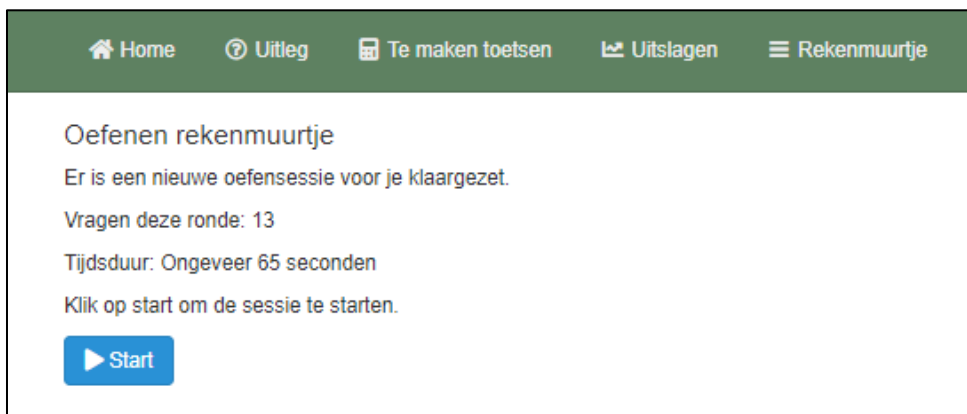 Home Uitleg Te maken toetsen Uitslagen Rekenmuurtje
Oefenen rekenmuurtje
Er is een nieuwe oefensessie voor je klaargezet.
Vragen deze ronde: 13
Tijdsduur: Ongeveer 65 seconden
Klik op start om de sessie te starten.
Start